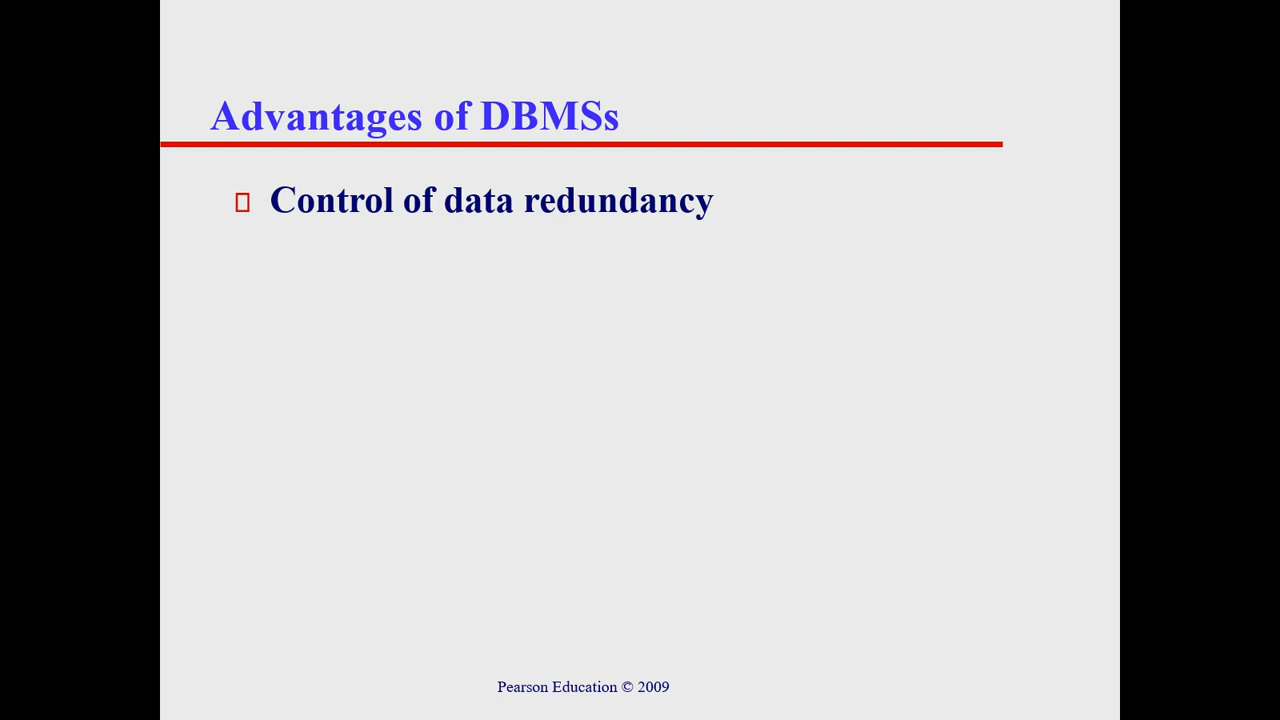 Advantages of DBMSs
Control of data redundancy
Pearson Education © 2009